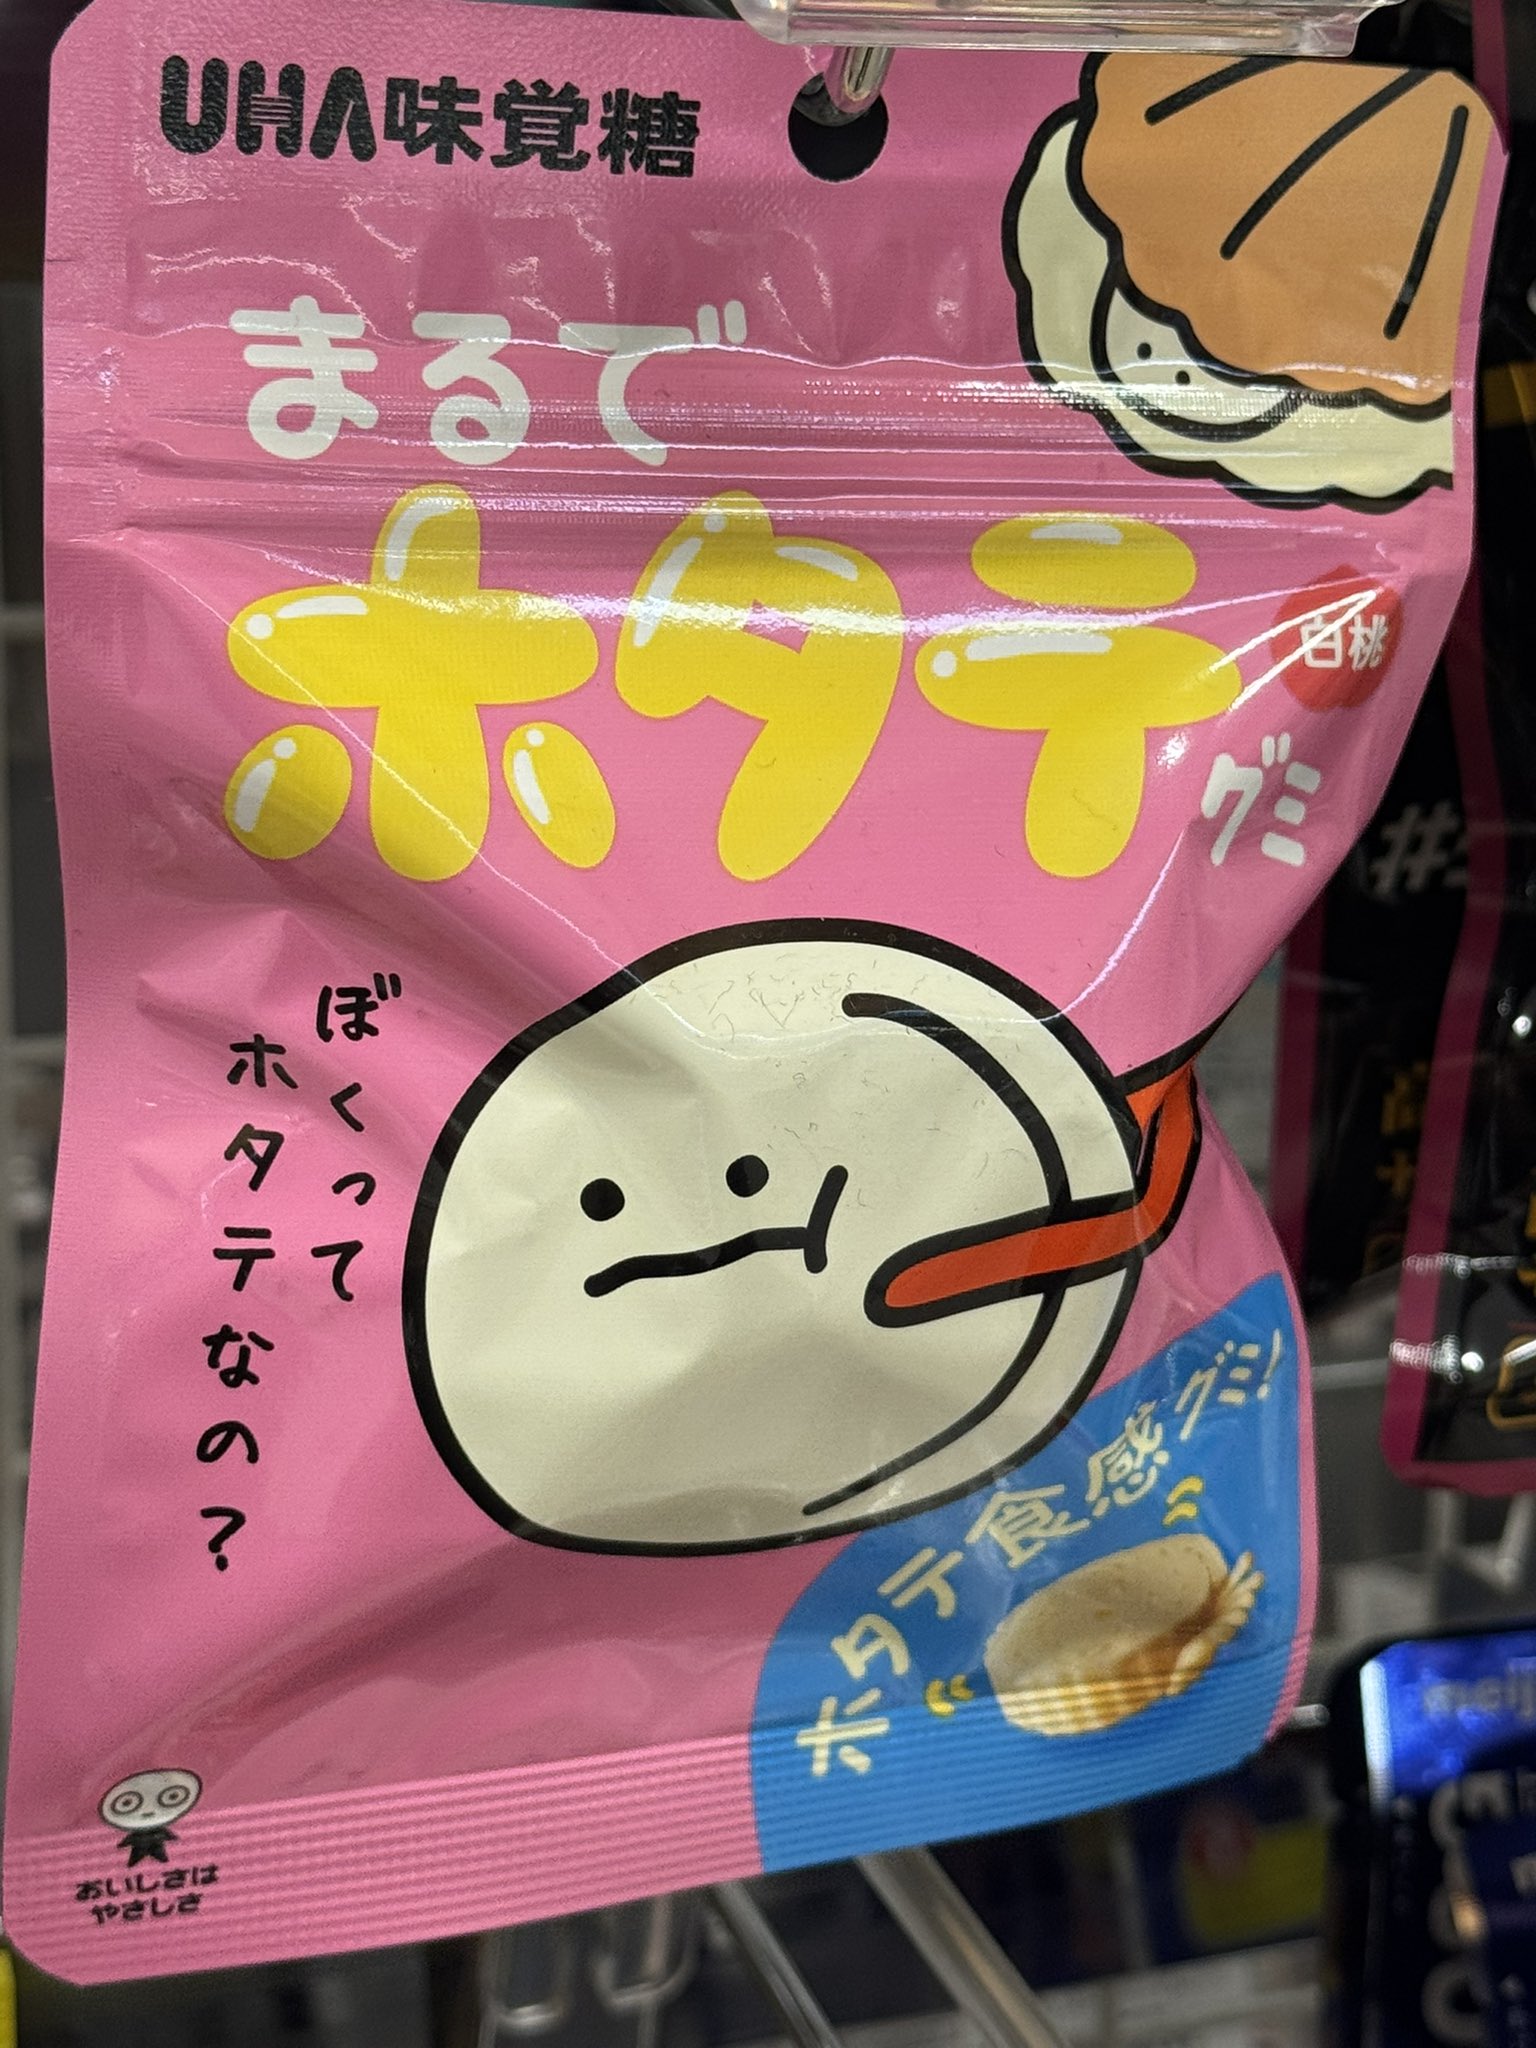 UHA味覚糖
まるで
ホタテ
白桃
グミ
ぼくって
ホタテなの?
ホタテ食感グミ!
おいしさは
やさしさ
meiji